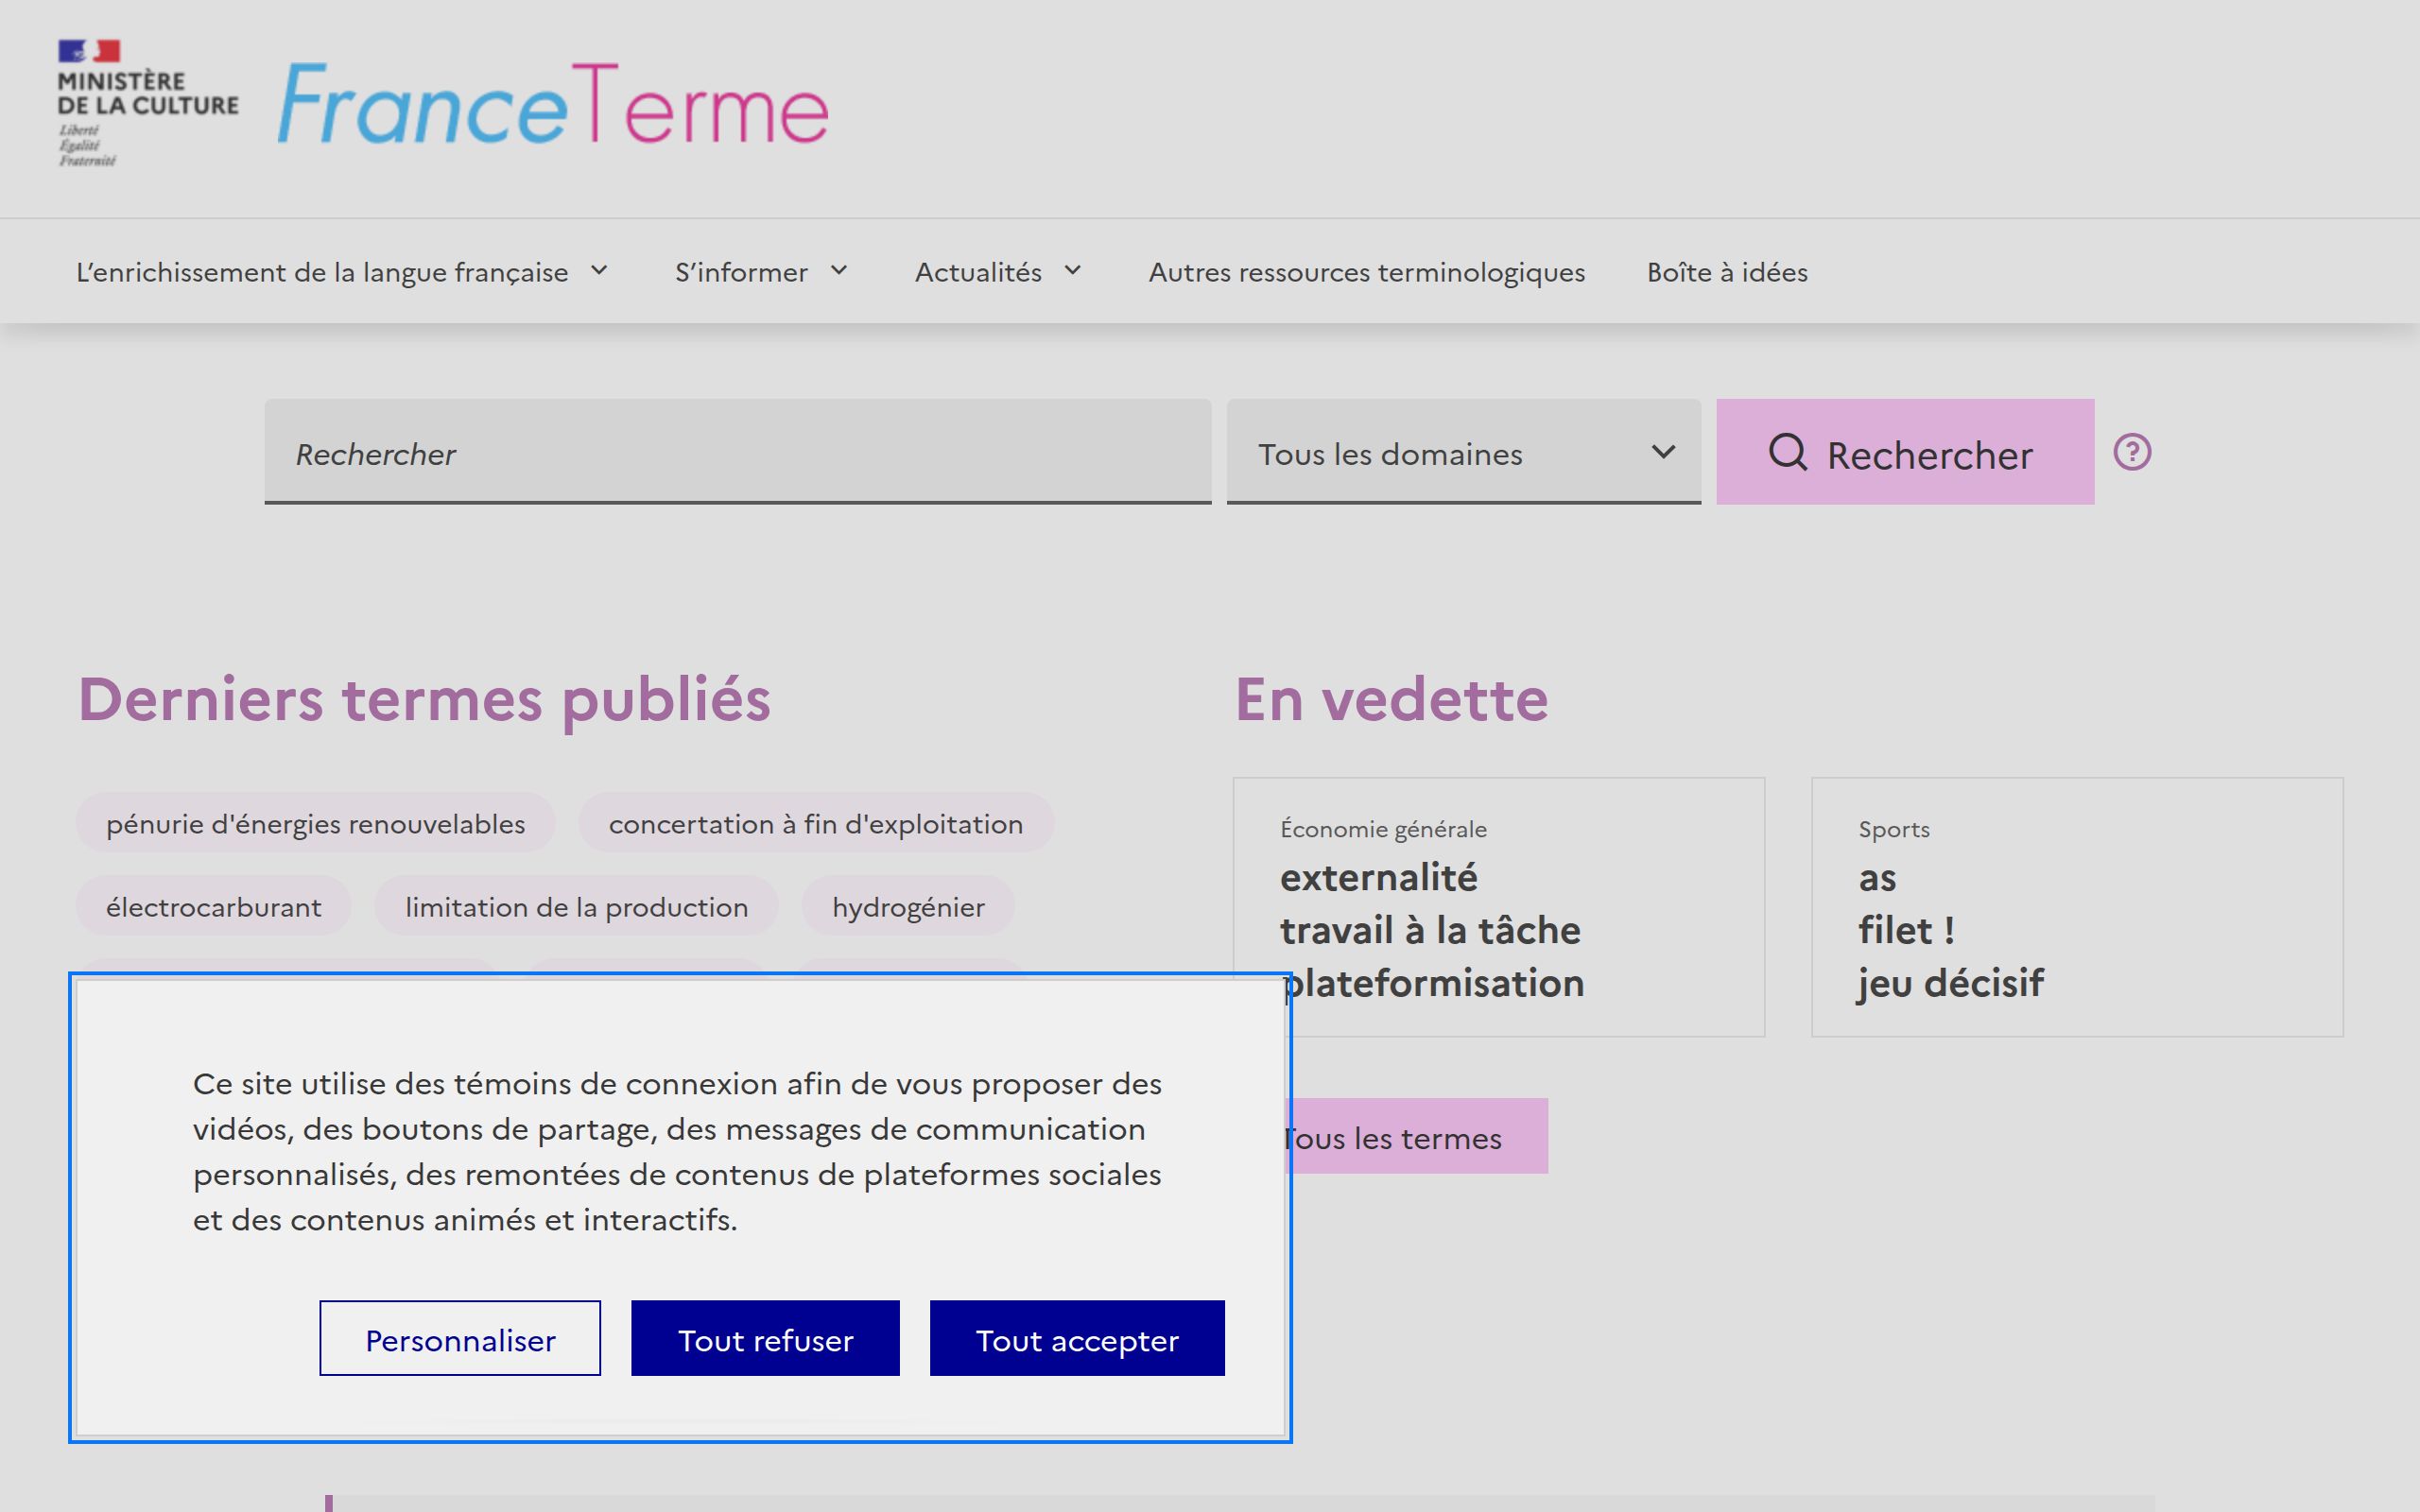 MINISTÈRE
DE LA CULTURE
Liberté
Égalité
Fraternité
FranceTerme
L’enrichissement de la langue française
S’informer
Actualités
Autres ressources terminologiques
Boîte à idées
Rechercher
Tous les domaines
Rechercher
?
Derniers termes publiés
pénurie d'énergies renouvelables
concertation à fin d'exploitation
électrocarburant
limitation de la production
hydrogénier
En vedette
Économie générale
externalité
travail à la tâche
plateformisation
Sports
as
filet !
jeu décisif
Tous les termes
Ce site utilise des témoins de connexion afin de vous proposer des
vidéos, des boutons de partage, des messages de communication
personnalisés, des remontées de contenus de plateformes sociales
et des contenus animés et interactifs.
Personnaliser
Tout refuser
Tout accepter